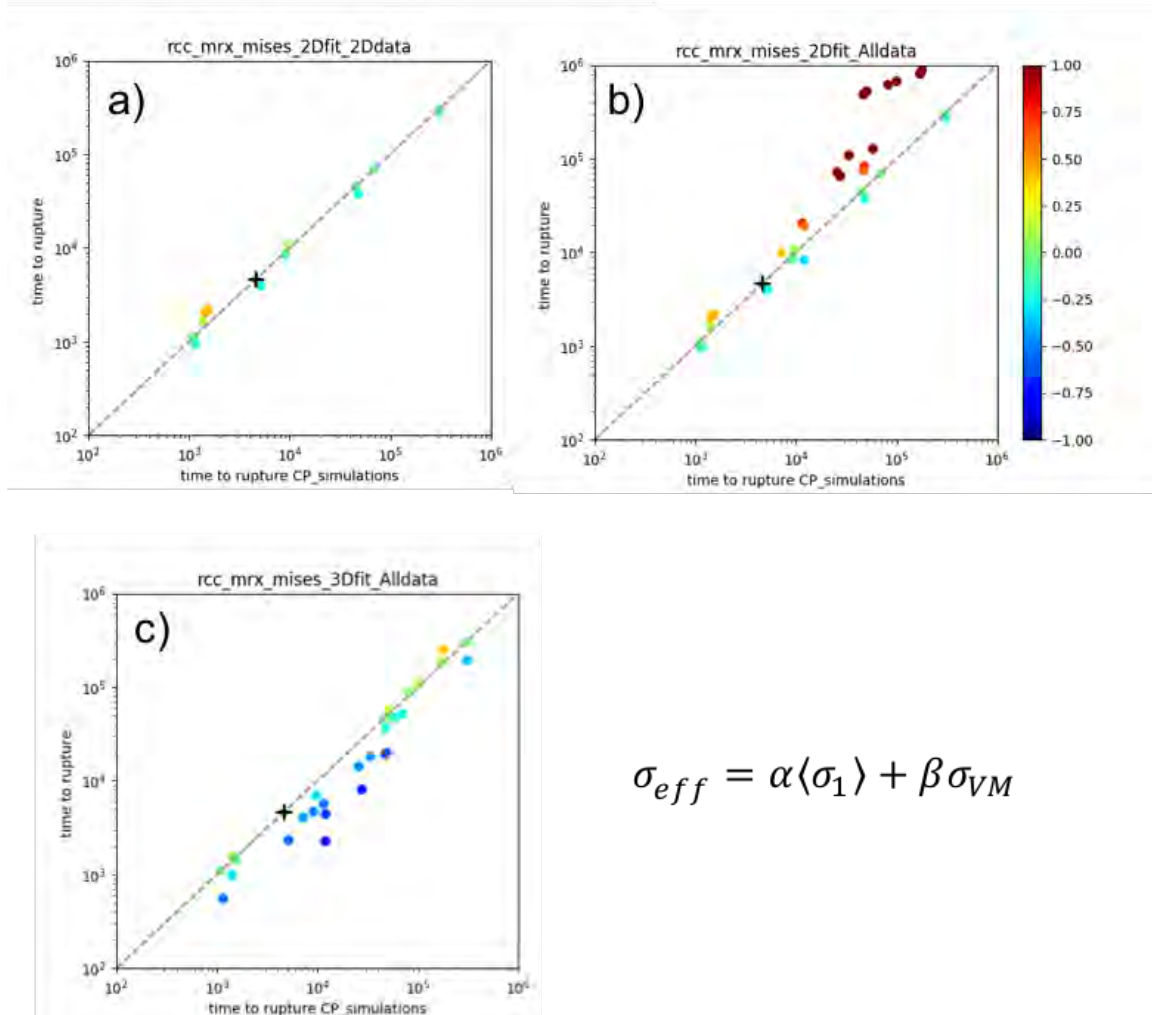 rcc_mrx_mises_2Dfit_2Ddata
a)
10^6
10^5
10^4
10^3
10^2
time to rupture
10^2 10^3 10^4 10^5 10^6
time to rupture CP_simulations
rcc_mrx_mises_2Dfit_Alldata
b)
10^6
10^5
10^4
10^3
10^2
time to rupture
10^2 10^3 10^4 10^5 10^6
time to rupture CP_simulations
1.00
0.75
0.50
0.25
0.00
−0.25
−0.50
−0.75
−1.00
rcc_mrx_mises_3Dfit_Alldata
c)
10^6
10^5
10^4
10^3
10^2
time to rupture
10^2 10^3 10^4 10^5 10^6
time to rupture CP_simulations
σ_eff = α⟨σ_1⟩ + βσ_VM